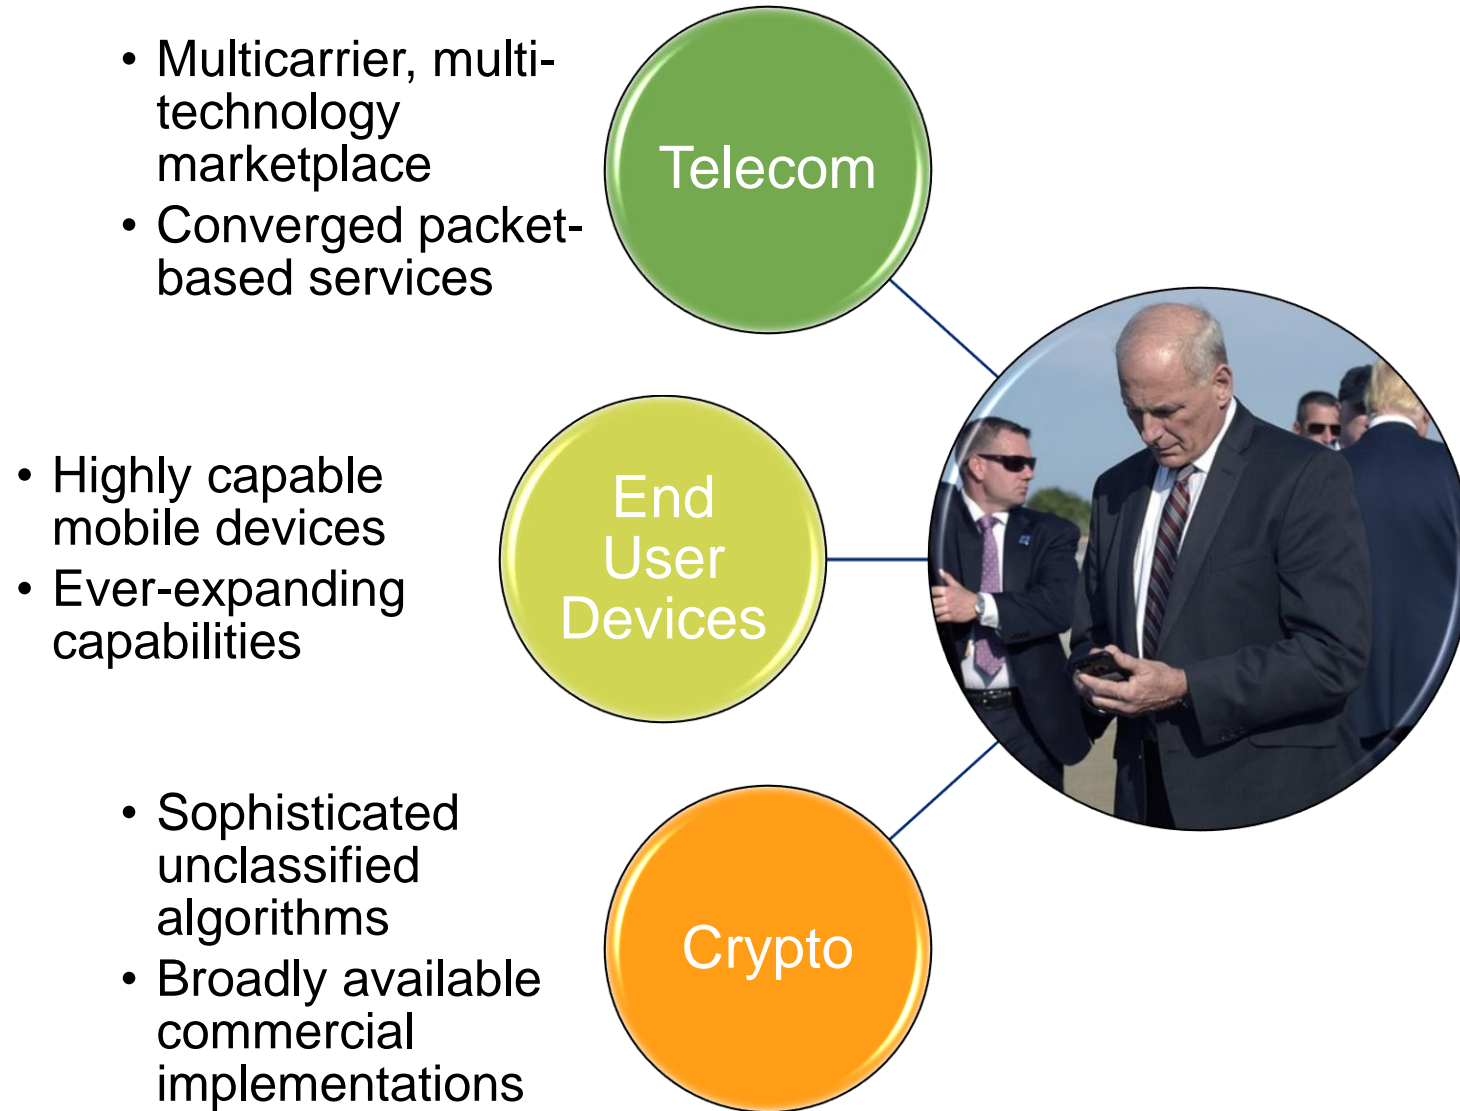 • Multicarrier, multi-
technology
marketplace
• Converged packet-
based services
Telecom
• Highly capable
mobile devices
• Ever-expanding
capabilities
End
User
Devices
• Sophisticated
unclassified
algorithms
• Broadly available
commercial
implementations
Crypto